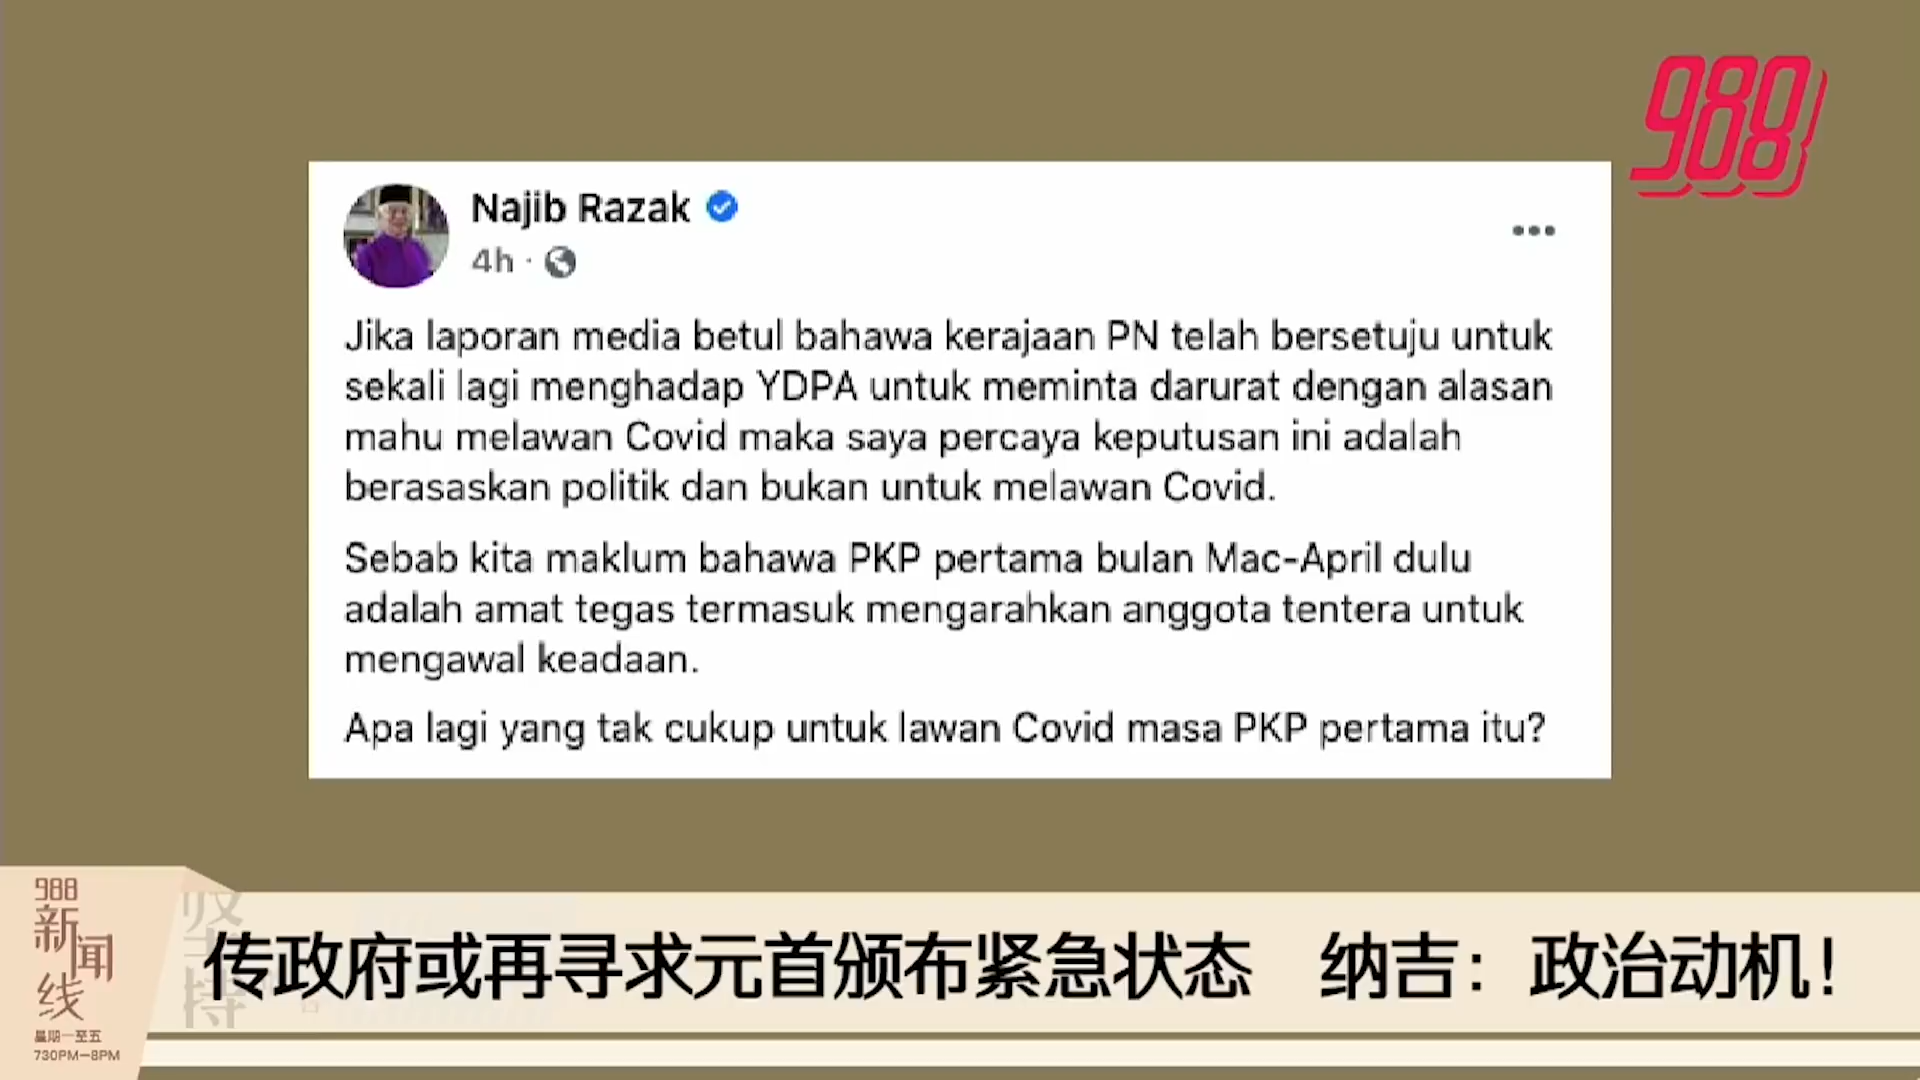 988
Najib Razak
4h ·
Jika laporan media betul bahawa kerajaan PN telah bersetuju untuk
sekali lagi menghadap YDPA untuk meminta darurat dengan alasan
mahu melawan Covid maka saya percaya keputusan ini adalah
berasaskan politik dan bukan untuk melawan Covid.
Sebab kita maklum bahawa PKP pertama bulan Mac-April dulu
adalah amat tegas termasuk mengarahkan anggota tentera untuk
mengawal keadaan.
Apa lagi yang tak cukup untuk lawan Covid masa PKP pertama itu?
988
新闻线
星期一至五
730PM-8PM
坚持
传政府或再寻求元首颁布紧急状态 纳吉：政治动机！